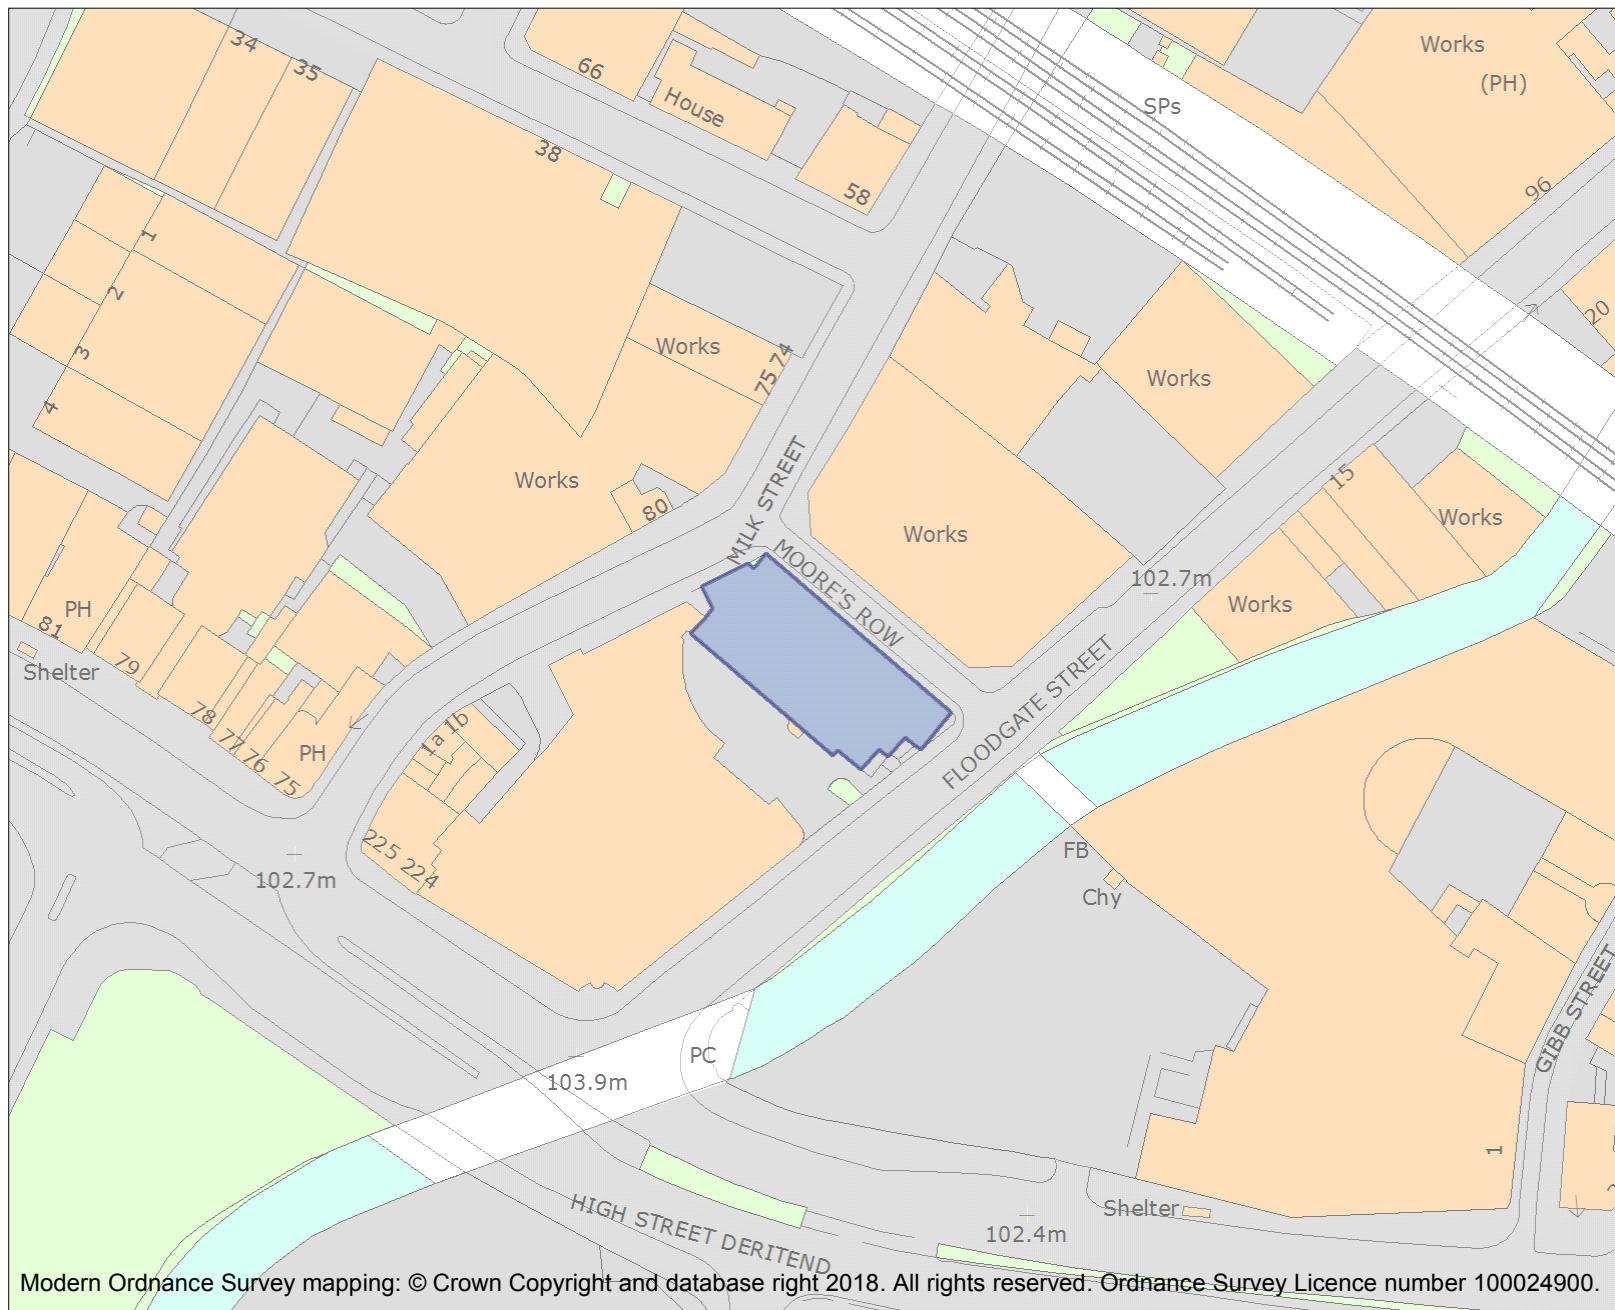 34
35
66
House
58
38
Works
(PH)
SPs
96
20
1
2
3
4
Works
75 74
Works
80
MILK STREET
MOORE'S ROW
Works
Works
15
Works
Works
102.7m
FLOODGATE STREET
PH
81
Shelter
79
78
77
76
75
PH
1a 1b
225 224
102.7m
FB
Chy
GIBB STREET
PC
103.9m
1
Shelter
102.4m
HIGH STREET DERITEND
Modern Ordnance Survey mapping: © Crown Copyright and database right 2018. All rights reserved. Ordnance Survey Licence number 100024900.